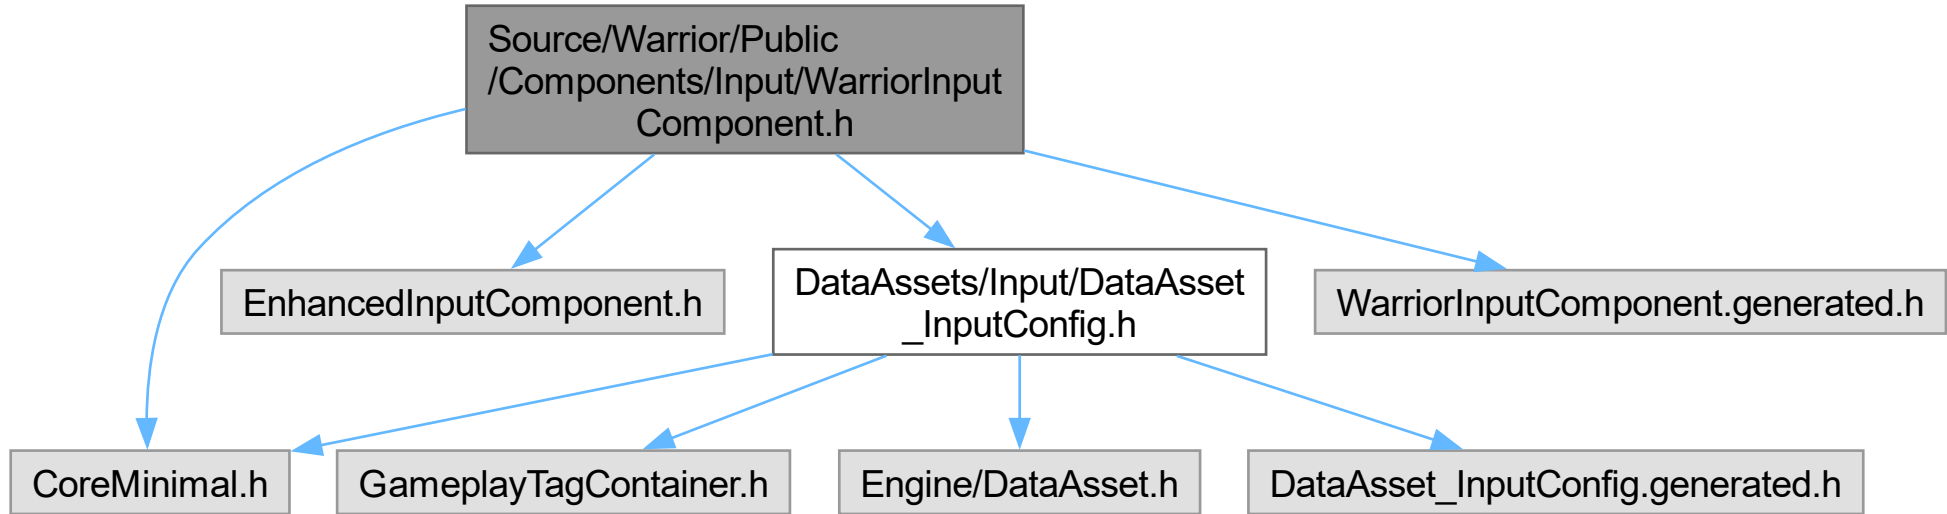 Source/Warrior/Public
/Components/Input/WarriorInput
Component.h
EnhancedInputComponent.h
DataAssets/Input/DataAsset
_InputConfig.h
WarriorInputComponent.generated.h
CoreMinimal.h
GameplayTagContainer.h
Engine/DataAsset.h
DataAsset_InputConfig.generated.h